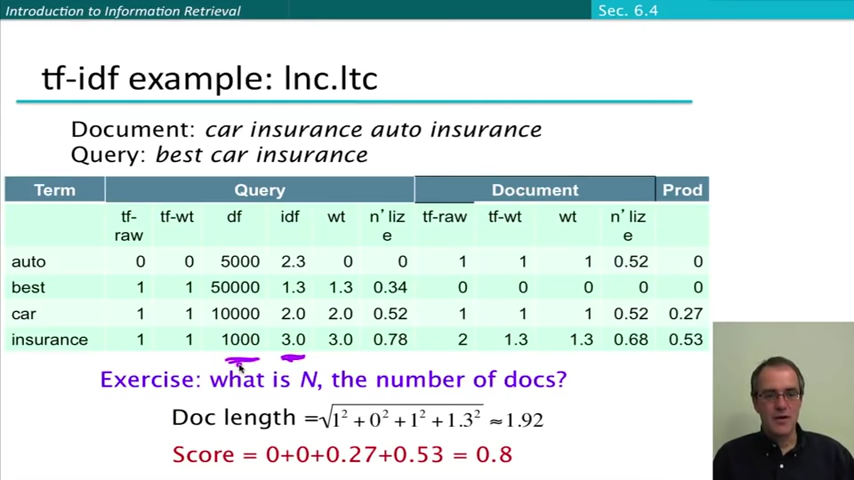 Introduction to Information Retrieval
Sec. 6.4
tf-idf example: lnc.ltc
Document: car insurance auto insurance
Query: best car insurance
Term Query Document Prod
tf-raw tf-wt df idf wt n'lize tf-raw tf-wt wt n'lize
auto 0 0 5000 2.3 0 0 1 1 1 0.52 0
best 1 1 50000 1.3 1.3 0.34 0 0 0 0 0
car 1 1 10000 2.0 2.0 0.52 1 1 1 0.52 0.27
insurance 1 1 1000 3.0 3.0 0.78 2 1.3 1.3 0.68 0.53
Exercise: what is N, the number of docs?
Doc length = √1² + 0² + 1² + 1.3² ≈ 1.92
Score = 0+0+0.27+0.53 = 0.8